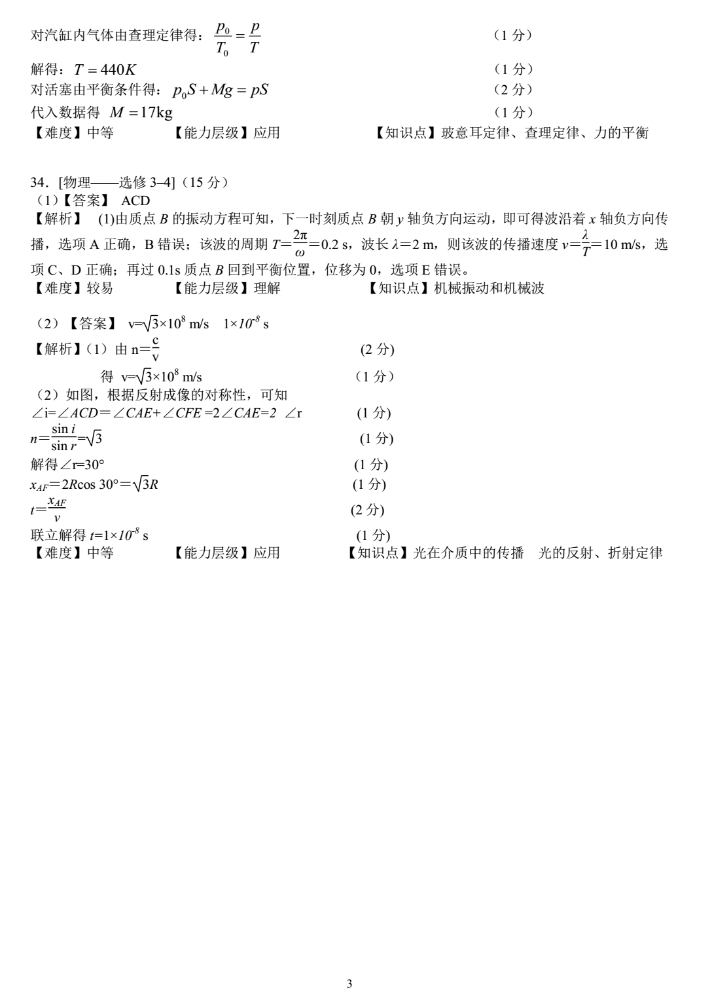 对汽缸内气体由查理定律得：p₀/T₀ = p/T （1 分）
解得：T = 440K （1 分）
对活塞由平衡条件得：p₀S + Mg = pS （2 分）
代入数据得 M =17kg （1 分）
【难度】中等 【能力层级】应用 【知识点】玻意耳定律、查理定律、力的平衡
34．[物理——选修 3–4]（15 分）
（1）【答案】 ACD
【解析】 (1)由质点 B 的振动方程可知，下一时刻质点 B 朝 y 轴负方向运动，即可得波沿着 x 轴负方向传
播，选项 A 正确，B 错误；该波的周期 T＝2π/ω＝0.2 s，波长 λ＝2 m，则该波的传播速度 v＝λ/T＝10 m/s，选
项 C、D 正确；再过 0.1s 质点 B 回到平衡位置，位移为 0，选项 E 错误。
【难度】较易 【能力层级】理解 【知识点】机械振动和机械波
（2）【答案】 v=√3×10⁸ m/s 1×10⁻⁸ s
【解析】（1）由 n＝c/v (2 分)
得 v=√3×10⁸ m/s （1 分）
（2）如图，根据反射成像的对称性，可知
∠i=∠ACD＝∠CAE+∠CFE =2∠CAE=2 ∠r (1 分)
n＝sin i/sin r=√3 (1 分)
解得∠r=30° (1 分)
x_AF＝2Rcos 30°＝√3R (1 分)
t＝x_AF/v (2 分)
联立解得 t=1×10⁻⁸ s (1 分)
【难度】中等 【能力层级】应用 【知识点】光在介质中的传播 光的反射、折射定律
3